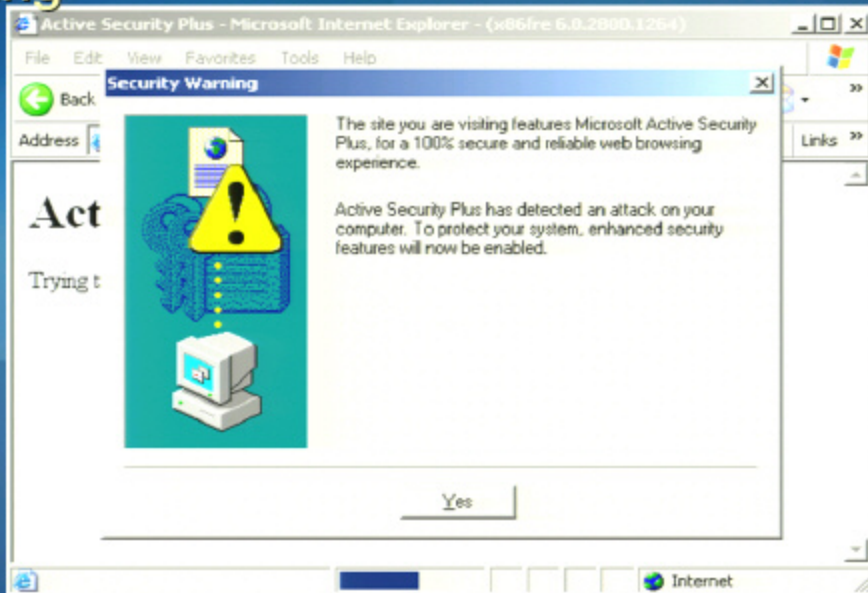 ng
Active Security Plus - Microsoft Internet Explorer - (x86fre 6.0.2800.1264)
File Edit View Favorites Tools Help
Back
Security Warning
Address
Links »
The site you are visiting features Microsoft Active Security
Plus, for a 100% secure and reliable web browsing
experience.
Active Security Plus has detected an attack on your
computer. To protect your system, enhanced security
features will now be enabled.
Act
Trying t
Yes
Internet